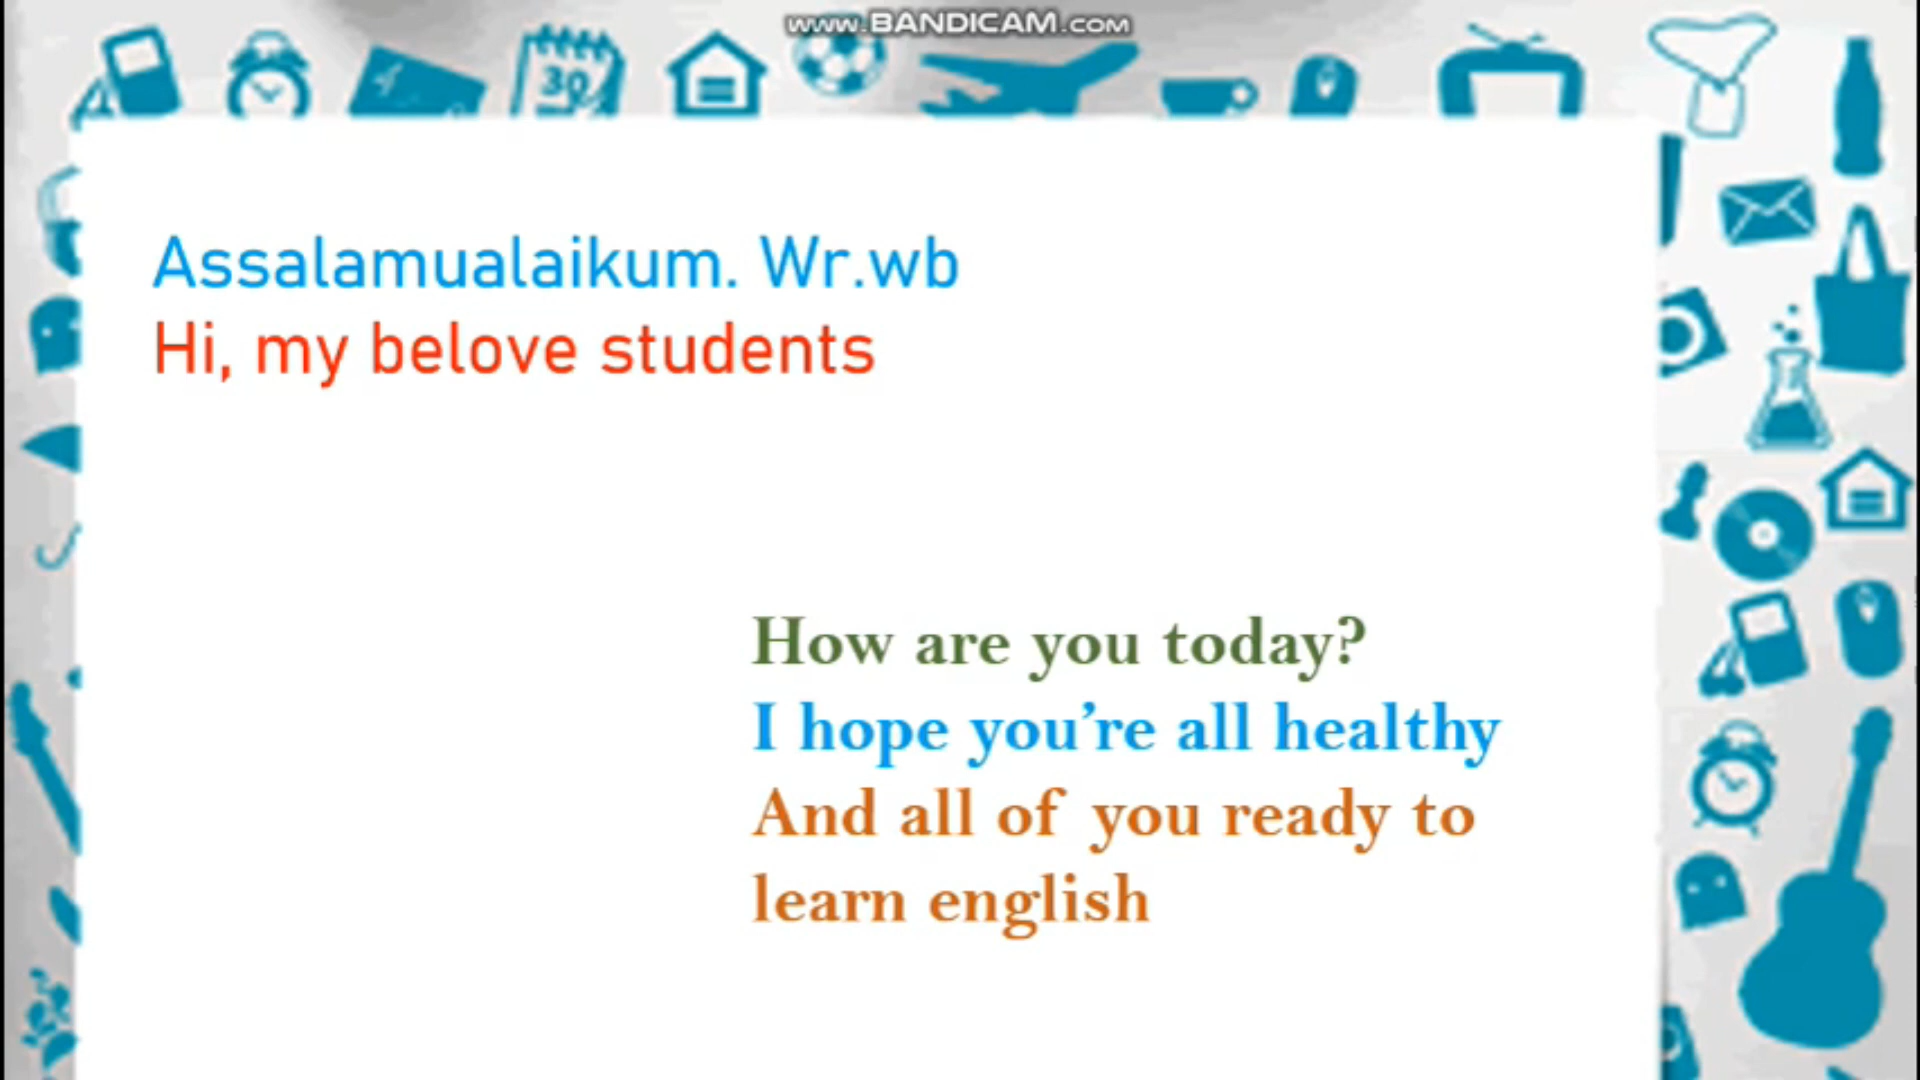 www.BANDICAM.com
30
Assalamualaikum. Wr.wb
Hi, my belove students
How are you today?
I hope you're all healthy
And all of you ready to
learn english